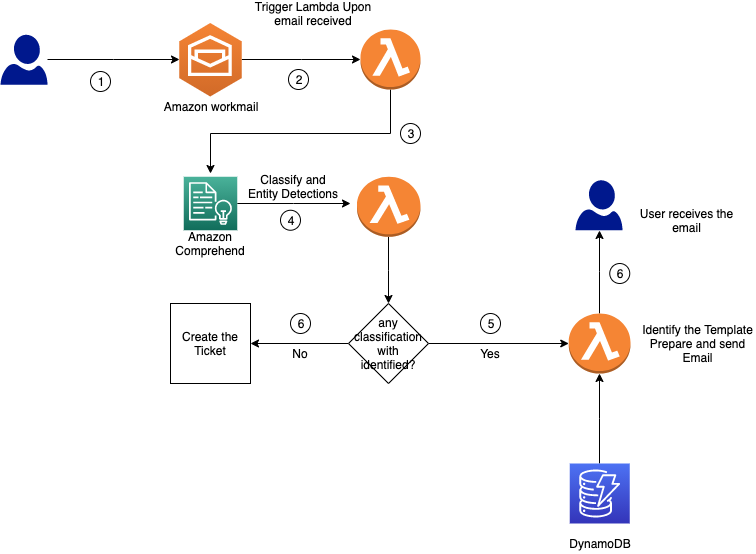 Trigger Lambda Upon
email received
1
2
Amazon workmail
3
Classify and
Entity Detections
4
Amazon
Comprehend
User receives the
email
6
Create the
Ticket
6
No
any
classification
with
identified?
5
Yes
Identify the Template
Prepare and send
Email
DynamoDB